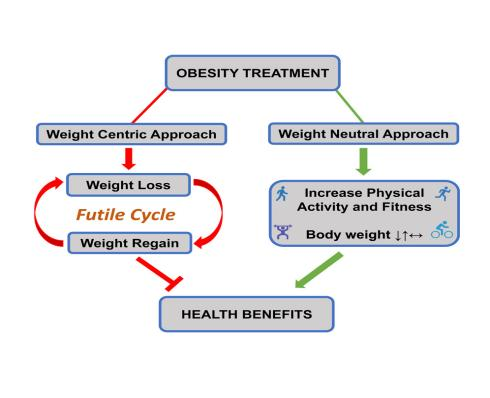 OBESITY TREATMENT
Weight Centric Approach
Weight Neutral Approach
Weight Loss
Futile Cycle
Weight Regain
Increase Physical
Activity and Fitness
Body weight ↓↑↔
HEALTH BENEFITS